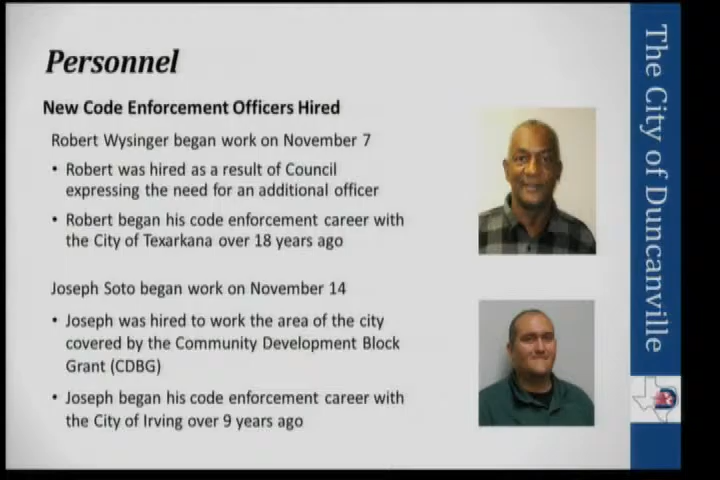 Personnel
New Code Enforcement Officers Hired
Robert Wysinger began work on November 7
• Robert was hired as a result of Council
expressing the need for an additional officer
• Robert began his code enforcement career with
the City of Texarkana over 18 years ago
Joseph Soto began work on November 14
• Joseph was hired to work the area of the city
covered by the Community Development Block
Grant (CDBG)
• Joseph began his code enforcement career with
the City of Irving over 9 years ago
The City of Duncanville